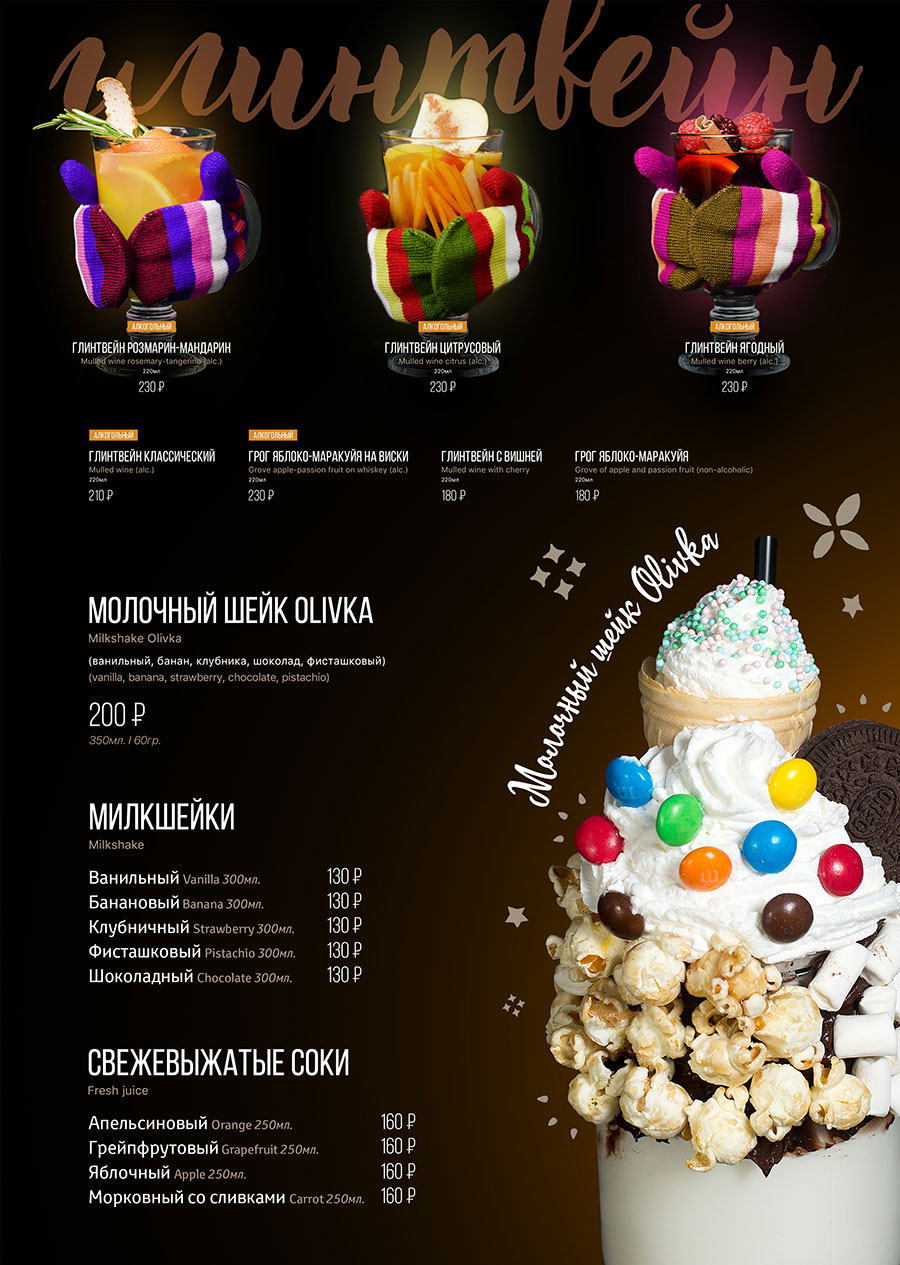 глинтвейн
АЛКОГОЛЬНЫЙ
ГЛИНТВЕЙН РОЗМАРИН-МАНДАРИН
Mulled wine rosemary-tangerine (alc.)
220мл
230 ₽
АЛКОГОЛЬНЫЙ
ГЛИНТВЕЙН ЦИТРУСОВЫЙ
Mulled wine citrus (alc.)
220мл
230 ₽
АЛКОГОЛЬНЫЙ
ГЛИНТВЕЙН ЯГОДНЫЙ
Mulled wine berry (alc.)
220мл
230 ₽
АЛКОГОЛЬНЫЙ
ГЛИНТВЕЙН КЛАССИЧЕСКИЙ
Mulled wine (alc.)
220мл
210 ₽
АЛКОГОЛЬНЫЙ
ГРОГ ЯБЛОКО-МАРАКУЙЯ НА ВИСКИ
Grove apple-passion fruit on whiskey (alc.)
220мл
230 ₽
ГЛИНТВЕЙН С ВИШНЕЙ
Mulled wine with cherry
220мл
180 ₽
ГРОГ ЯБЛОКО-МАРАКУЙЯ
Grove of apple and passion fruit (non-alcoholic)
220мл
180 ₽
Молочный шейк Olivka
МОЛОЧНЫЙ ШЕЙК OLIVKA
Milkshake Olivka
(ванильный, банан, клубника, шоколад, фисташковый)
(vanilla, banana, strawberry, chocolate, pistachio)
200 ₽
350мл. / 60гр.
МИЛКШЕЙКИ
Milkshake
Ванильный Vanilla 300мл. 130 ₽
Банановый Banana 300мл. 130 ₽
Клубничный Strawberry 300мл. 130 ₽
Фисташковый Pistachio 300мл. 130 ₽
Шоколадный Chocolate 300мл. 130 ₽
СВЕЖЕВЫЖАТЫЕ СОКИ
Fresh juice
Апельсиновый Orange 250мл. 160 ₽
Грейпфрутовый Grapefruit 250мл. 160 ₽
Яблочный Apple 250мл. 160 ₽
Морковный со сливками Carrot 250мл. 160 ₽